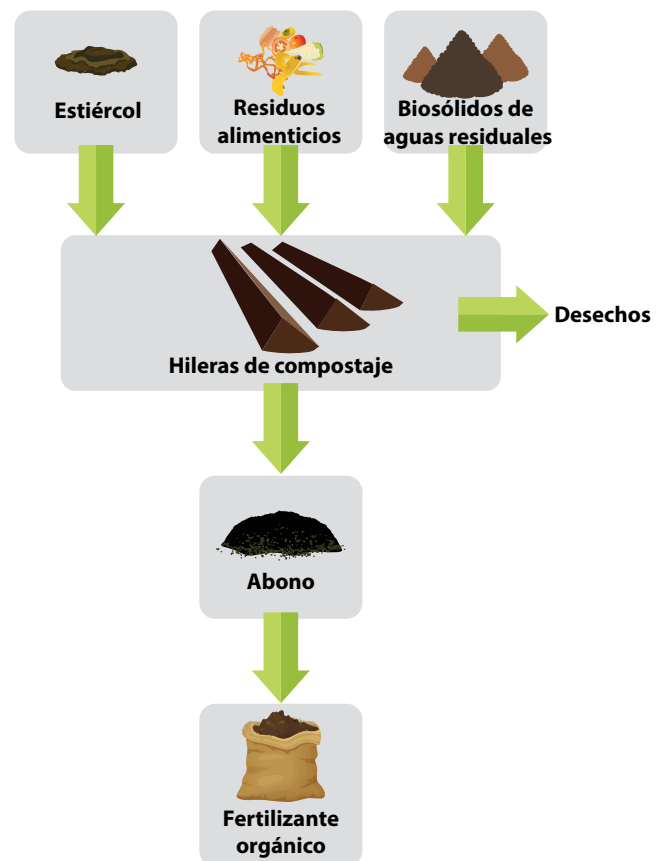 Estiércol
Residuos
alimenticios
Biosólidos de
aguas residuales
Desechos
Hileras de compostaje
Abono
Fertilizante
orgánico